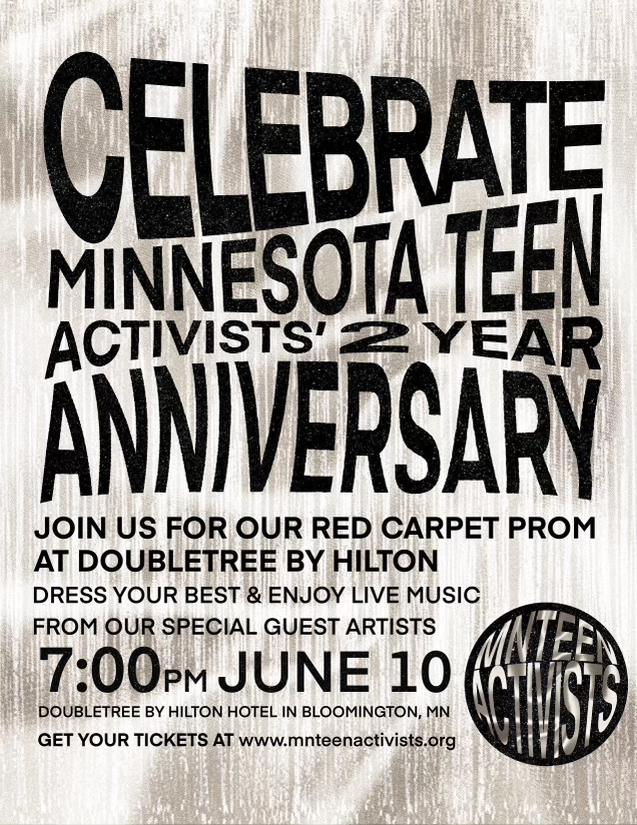 CELEBRATE
MINNESOTA TEEN
ACTIVISTS' 2 YEAR
ANNIVERSARY
JOIN US FOR OUR RED CARPET PROM
AT DOUBLETREE BY HILTON
DRESS YOUR BEST & ENJOY LIVE MUSIC
FROM OUR SPECIAL GUEST ARTISTS
7:00PM JUNE 10
DOUBLETREE BY HILTON HOTEL IN BLOOMINGTON, MN
GET YOUR TICKETS AT www.mnteenactivists.org
MN TEEN
ACTIVISTS